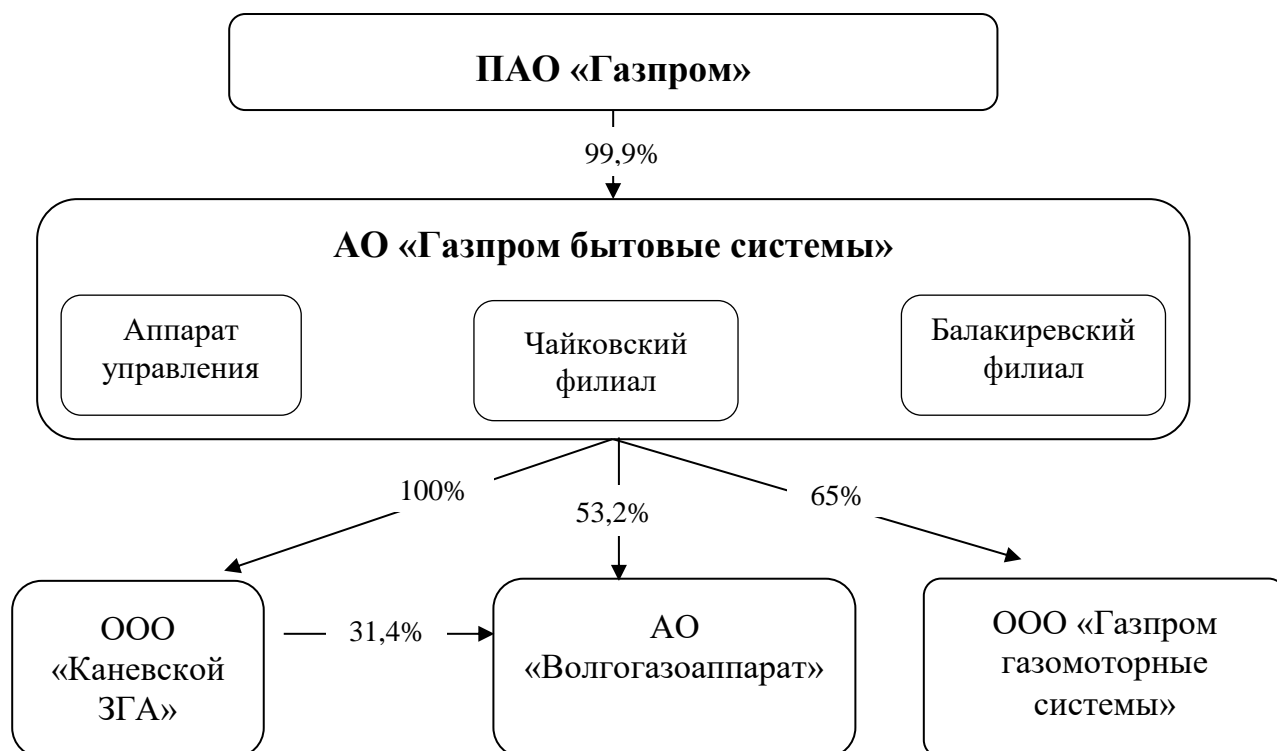 ПАО «Газпром»
99,9%
АО «Газпром бытовые системы»
Аппарат
управления
Чайковский
филиал
Балакиревский
филиал
100%
53,2%
65%
ООО
«Каневской
ЗГА»
31,4%
АО
«Волгогазоаппарат»
ООО «Газпром
газомоторные
системы»